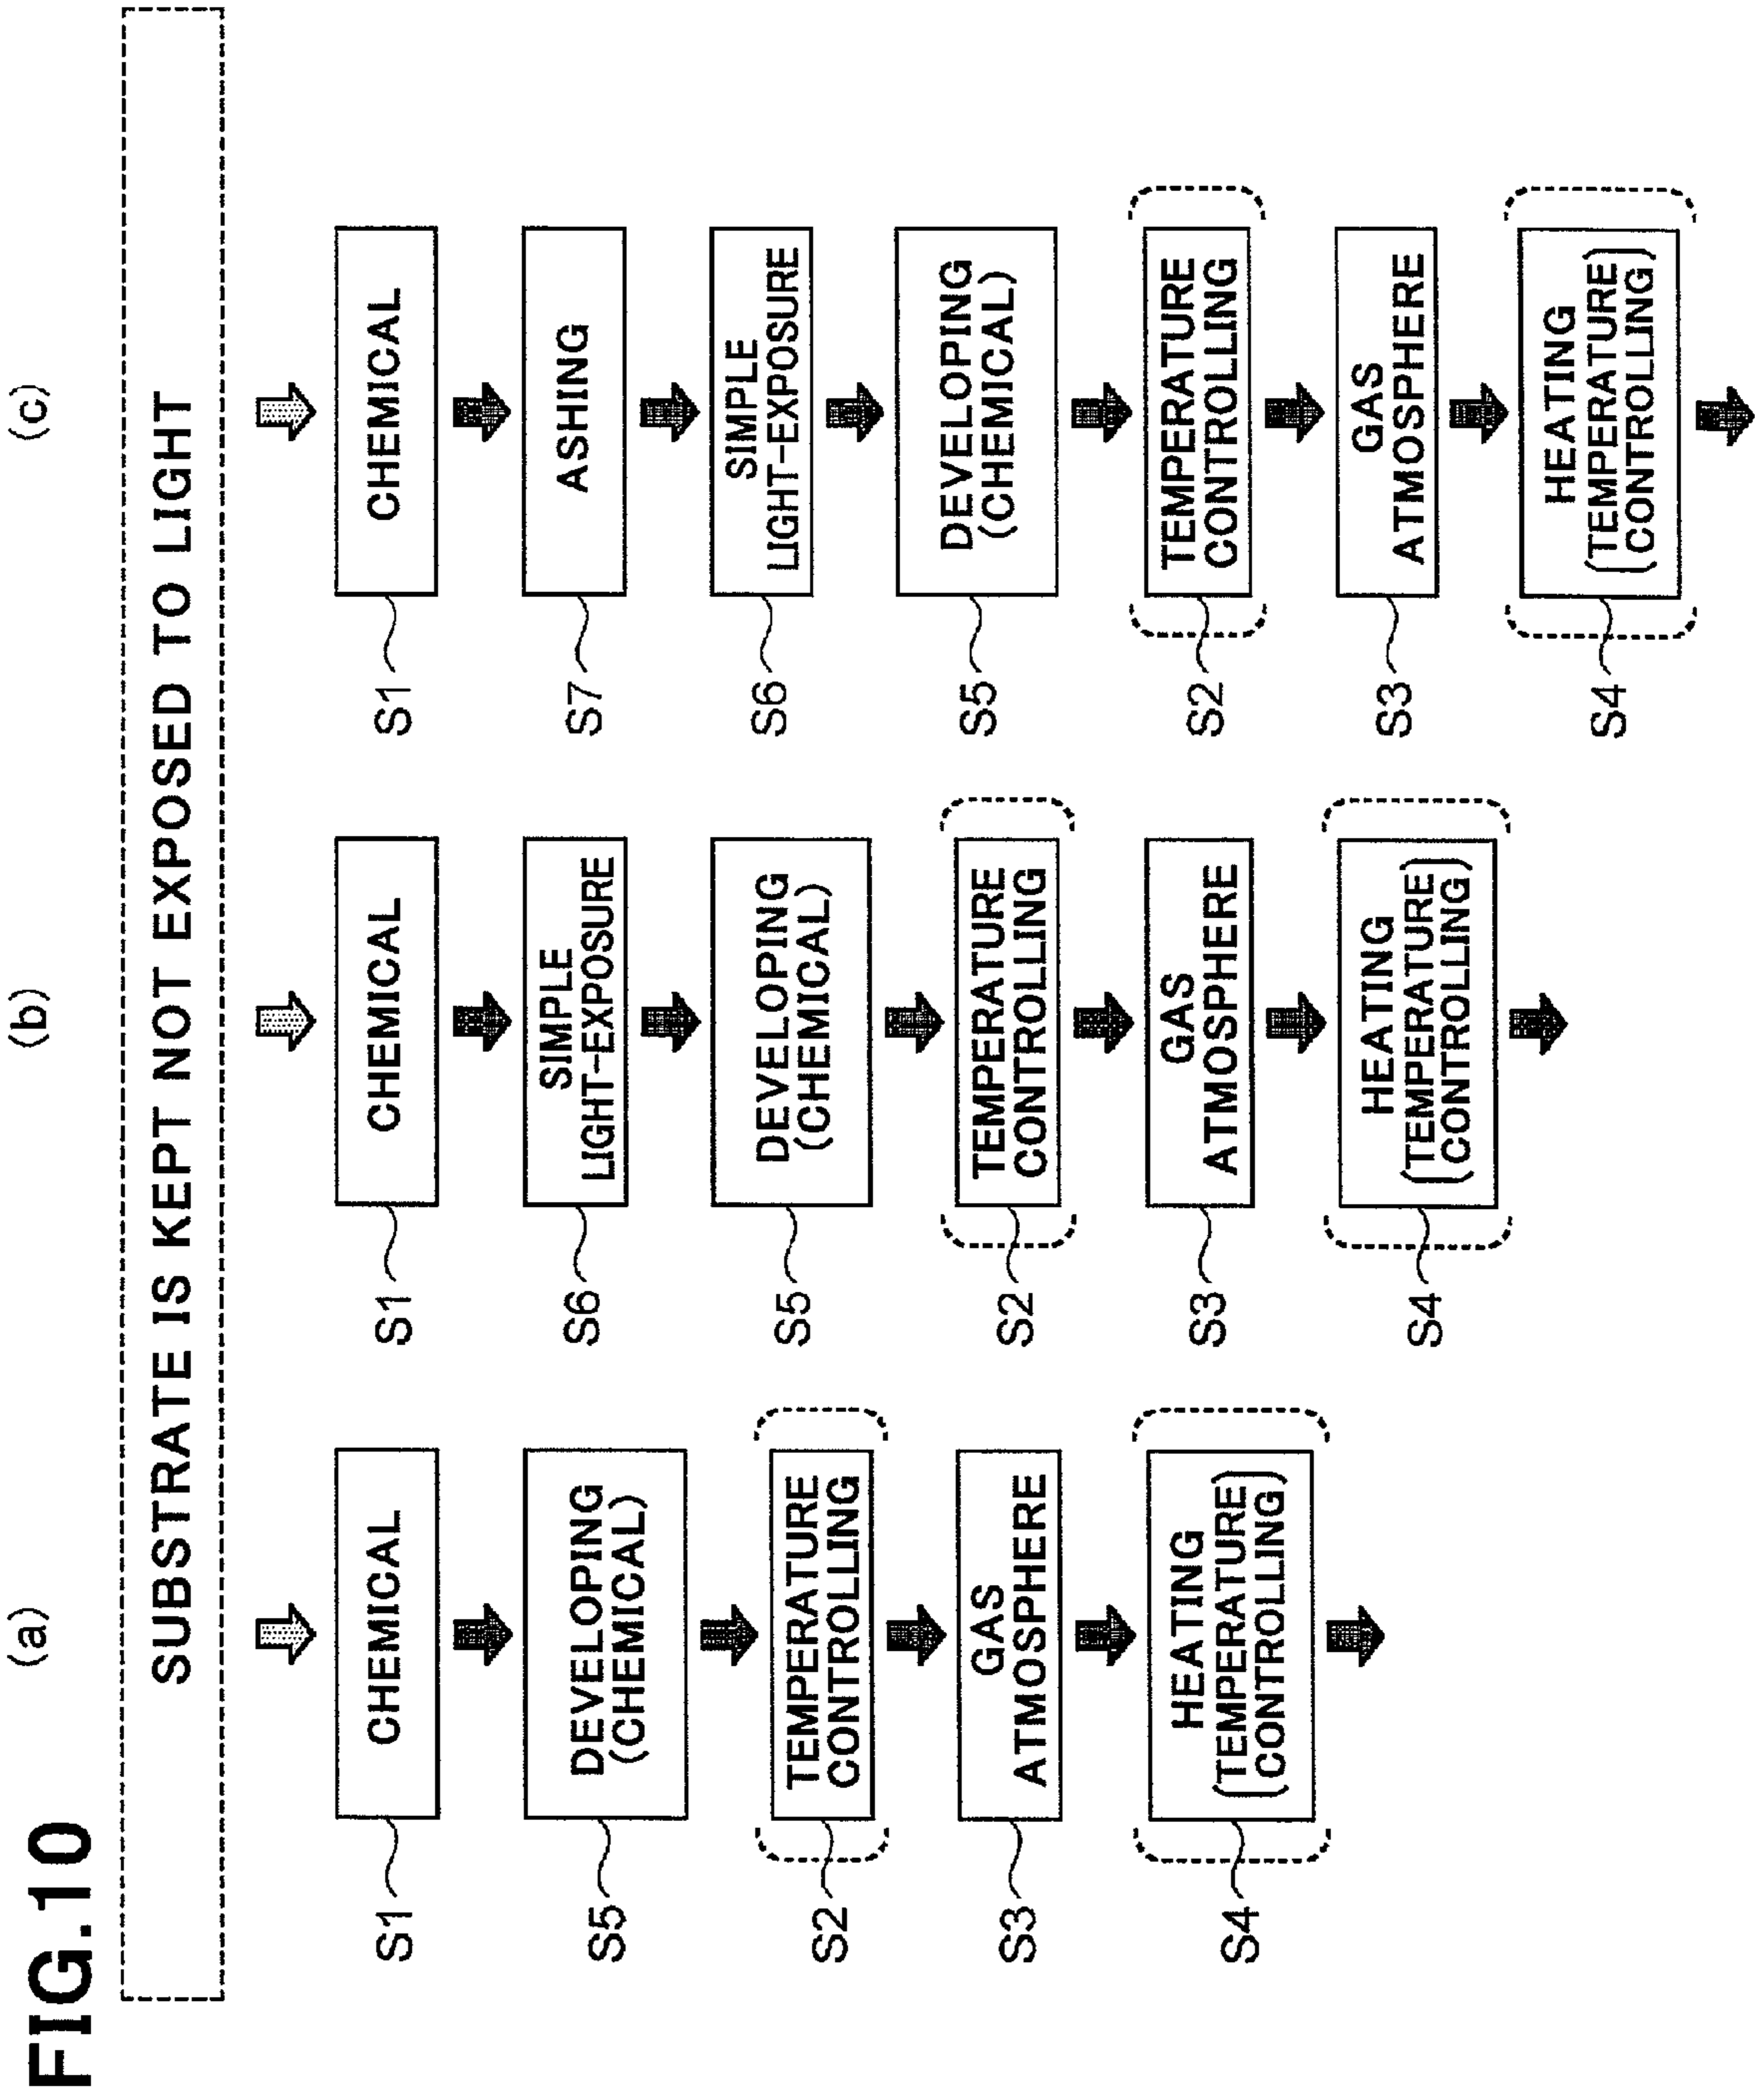 FIG.10
(a)
(b)
(c)
SUBSTRATE IS KEPT NOT EXPOSED TO LIGHT
S1
CHEMICAL
S5
DEVELOPING
(CHEMICAL)
S2
TEMPERATURE
CONTROLLING
S3
GAS
ATMOSPHERE
S4
HEATING
(TEMPERATURE
CONTROLLING)
S1
CHEMICAL
S6
SIMPLE
LIGHT-EXPOSURE
S5
DEVELOPING
(CHEMICAL)
S2
TEMPERATURE
CONTROLLING
S3
GAS
ATMOSPHERE
S4
HEATING
(TEMPERATURE
CONTROLLING)
S1
CHEMICAL
S7
ASHING
S6
SIMPLE
LIGHT-EXPOSURE
S5
DEVELOPING
(CHEMICAL)
S2
TEMPERATURE
CONTROLLING
S3
GAS
ATMOSPHERE
S4
HEATING
(TEMPERATURE
CONTROLLING)